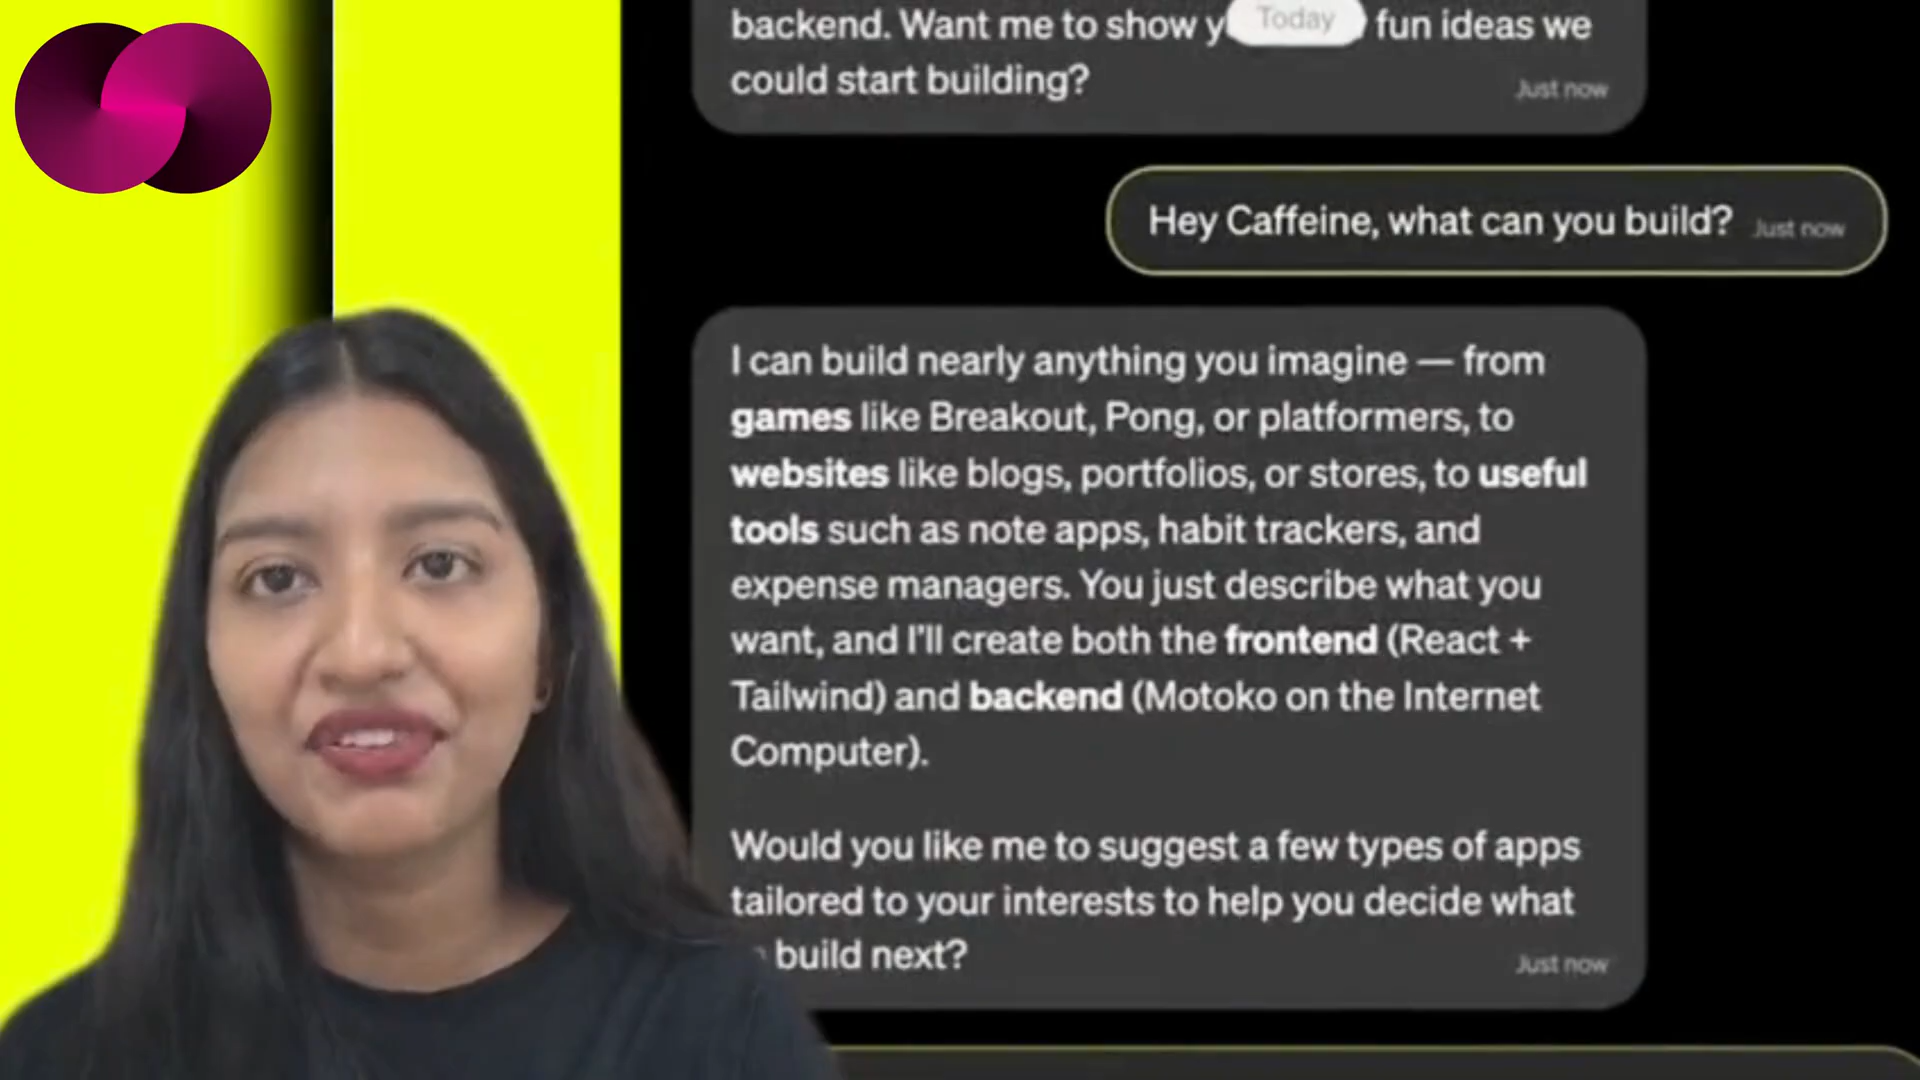 backend. Want me to show y Today fun ideas we
could start building?
Just now
Hey Caffeine, what can you build? Just now
I can build nearly anything you imagine — from
games like Breakout, Pong, or platformers, to
websites like blogs, portfolios, or stores, to useful
tools such as note apps, habit trackers, and
expense managers. You just describe what you
want, and I'll create both the frontend (React +
Tailwind) and backend (Motoko on the Internet
Computer).
Would you like me to suggest a few types of apps
tailored to your interests to help you decide what
build next?
Just now